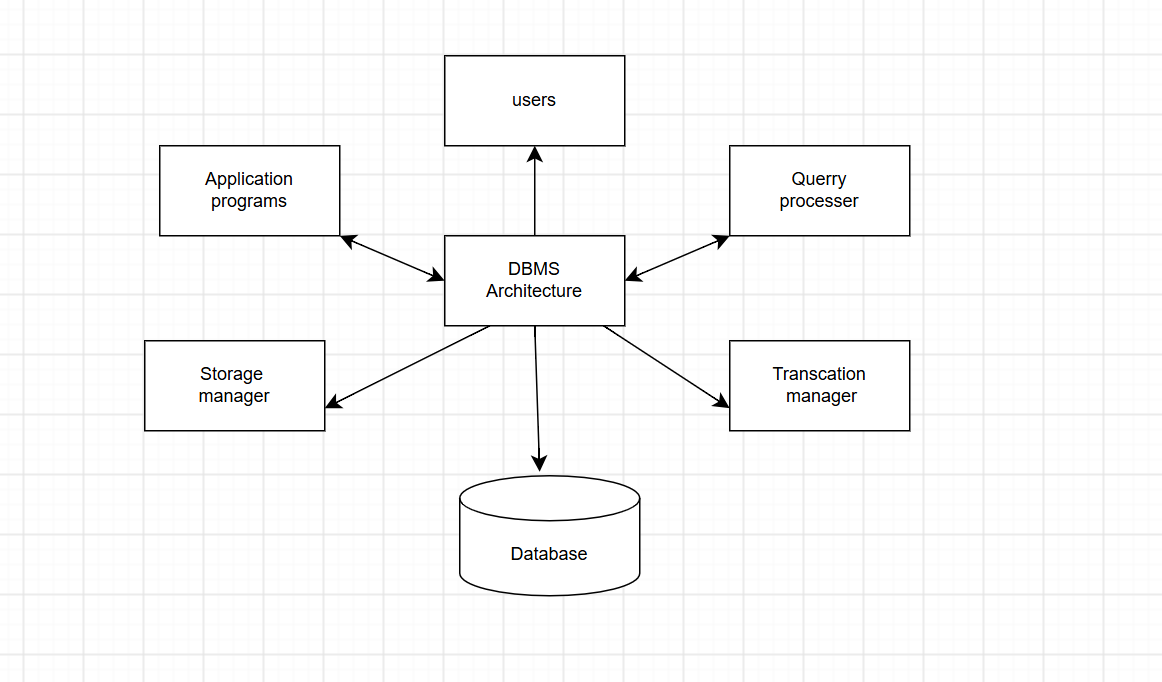 users
Application
programs
Querry
processer
DBMS
Architecture
Storage
manager
Transcation
manager
Database